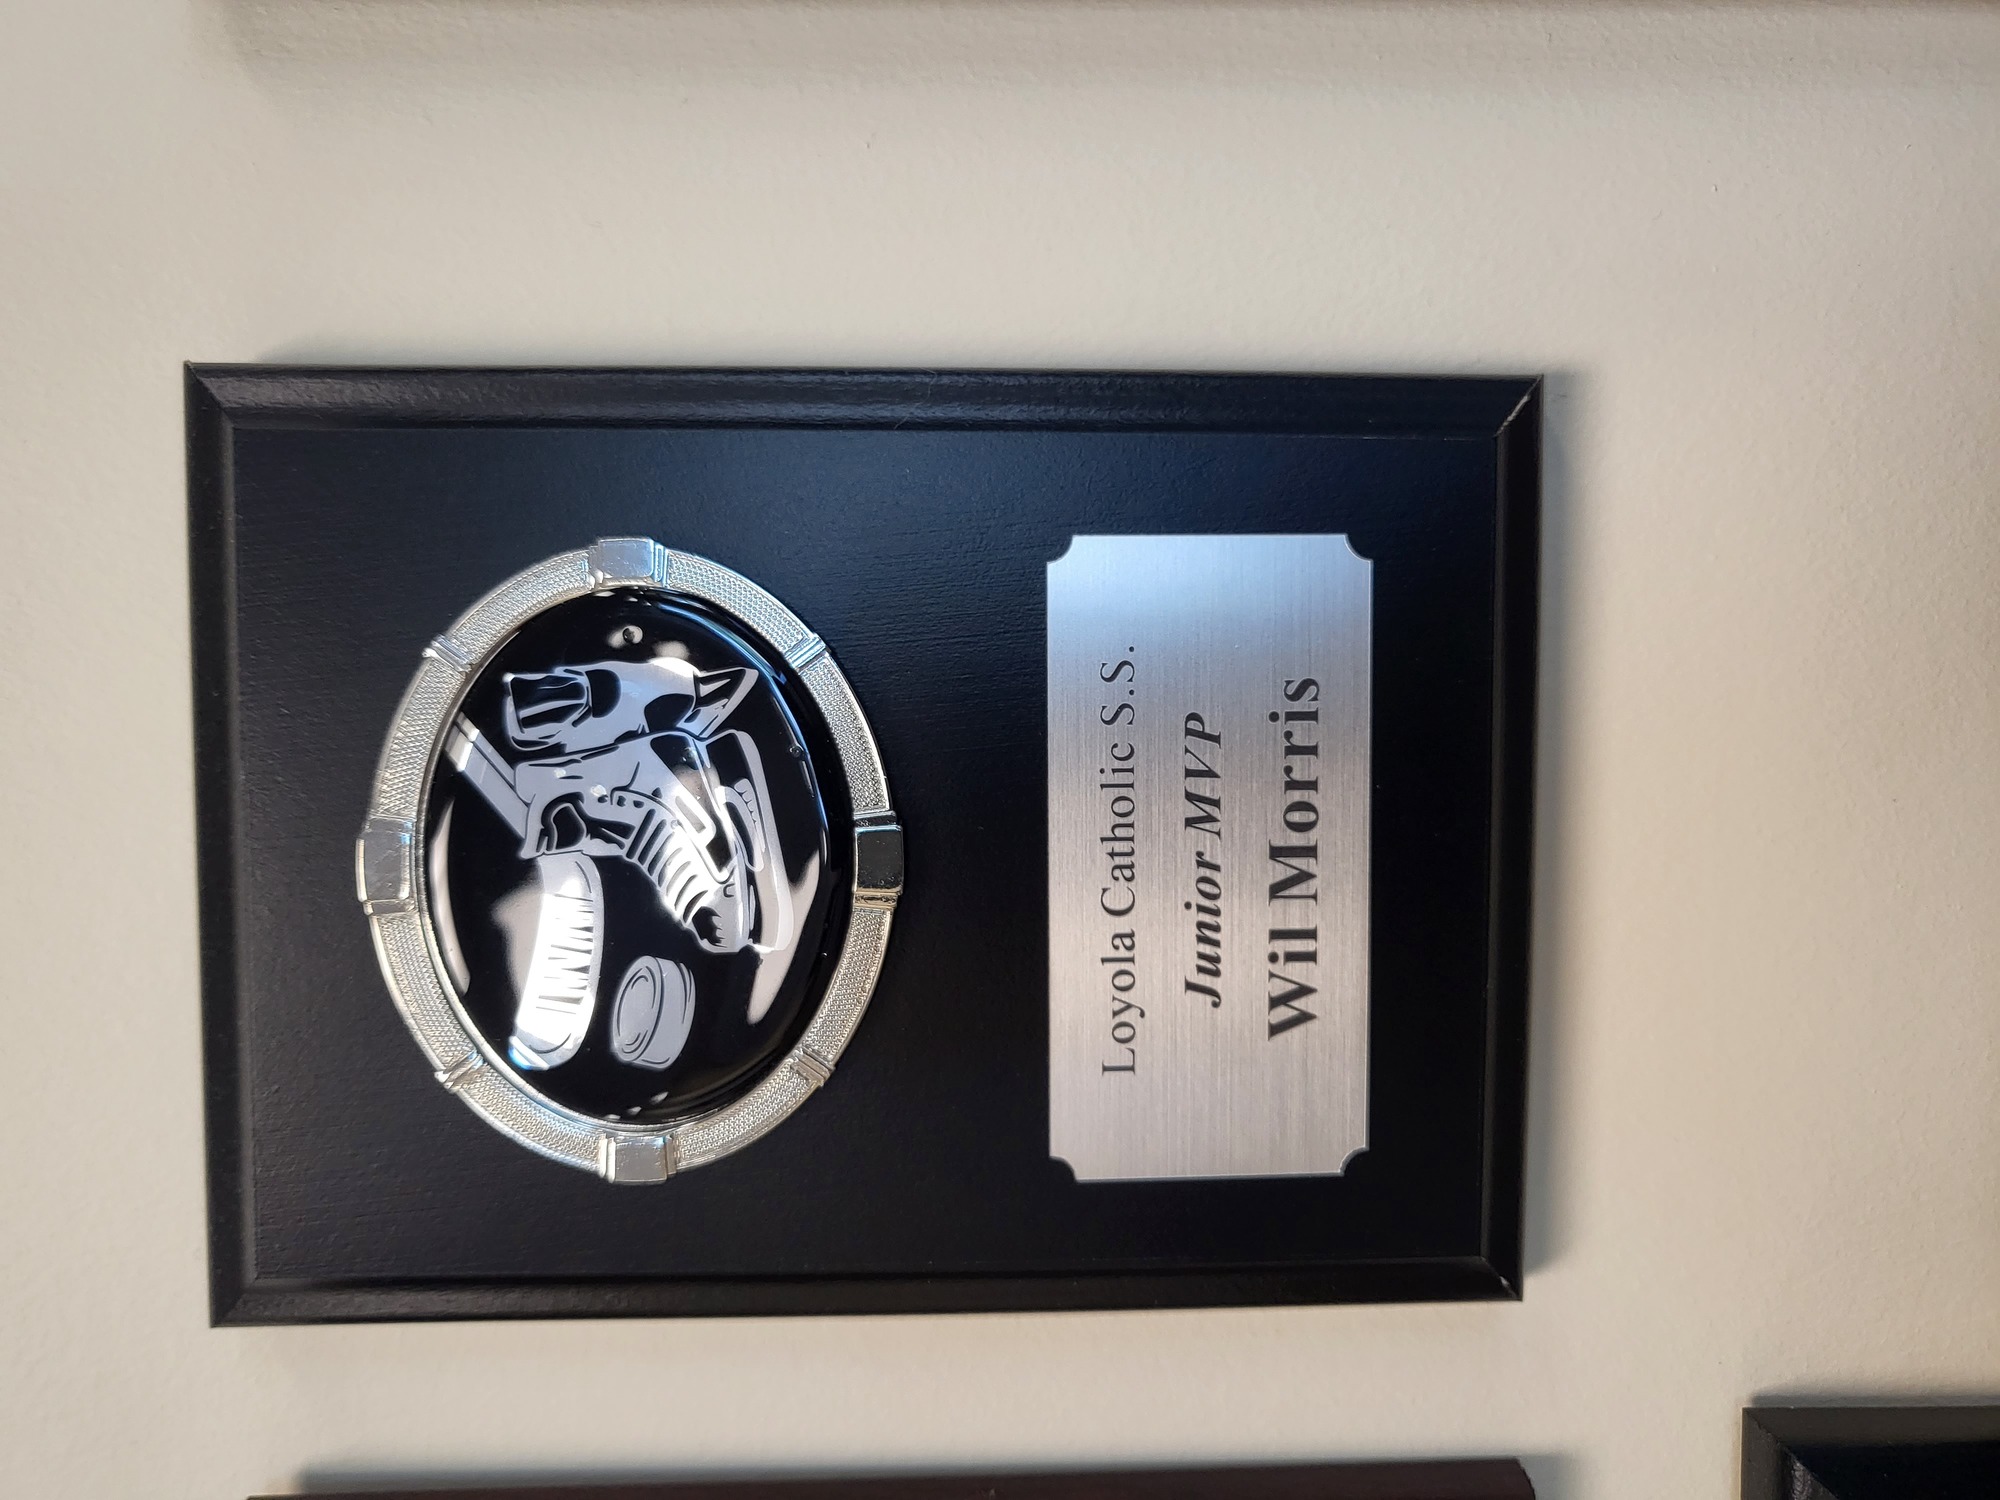 Loyola Catholic S.S.
Junior MVP
Wil Morris